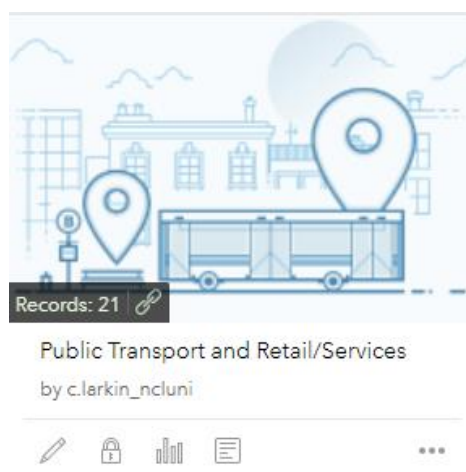 Records: 21
Public Transport and Retail/Services
by c.larkin_ncluni